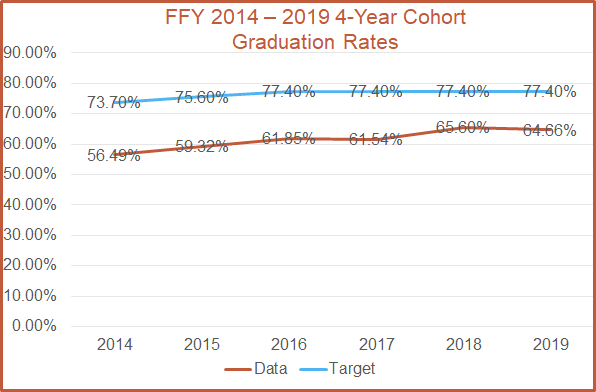 FFY 2014 – 2019 4-Year Cohort
Graduation Rates
90.00%
80.00%
70.00%
60.00%
50.00%
40.00%
30.00%
20.00%
10.00%
0.00%
73.70% 75.60% 77.40% 77.40% 77.40% 77.40%
56.49% 59.32% 61.85% 61.54% 65.60% 64.66%
2014 2015 2016 2017 2018 2019
Data Target